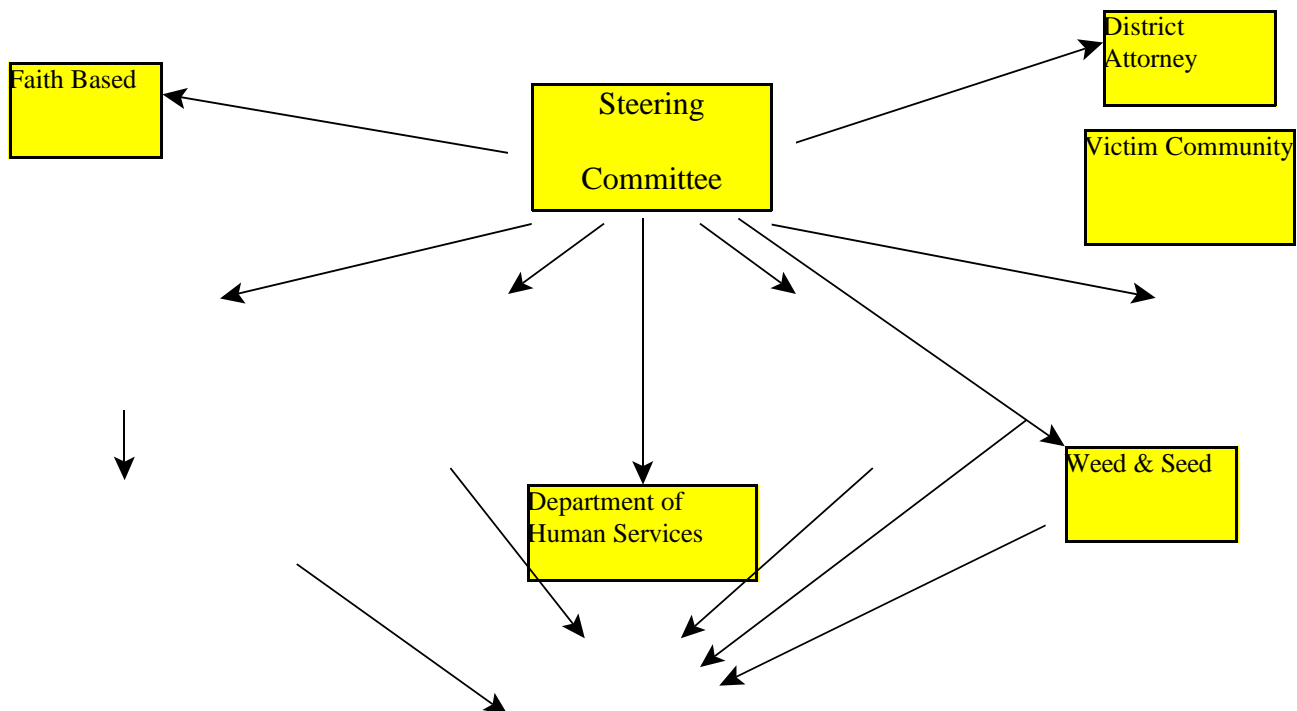 District
Attorney
Faith Based
Steering
Committee
Victim Community
Weed & Seed
Department of
Human Services